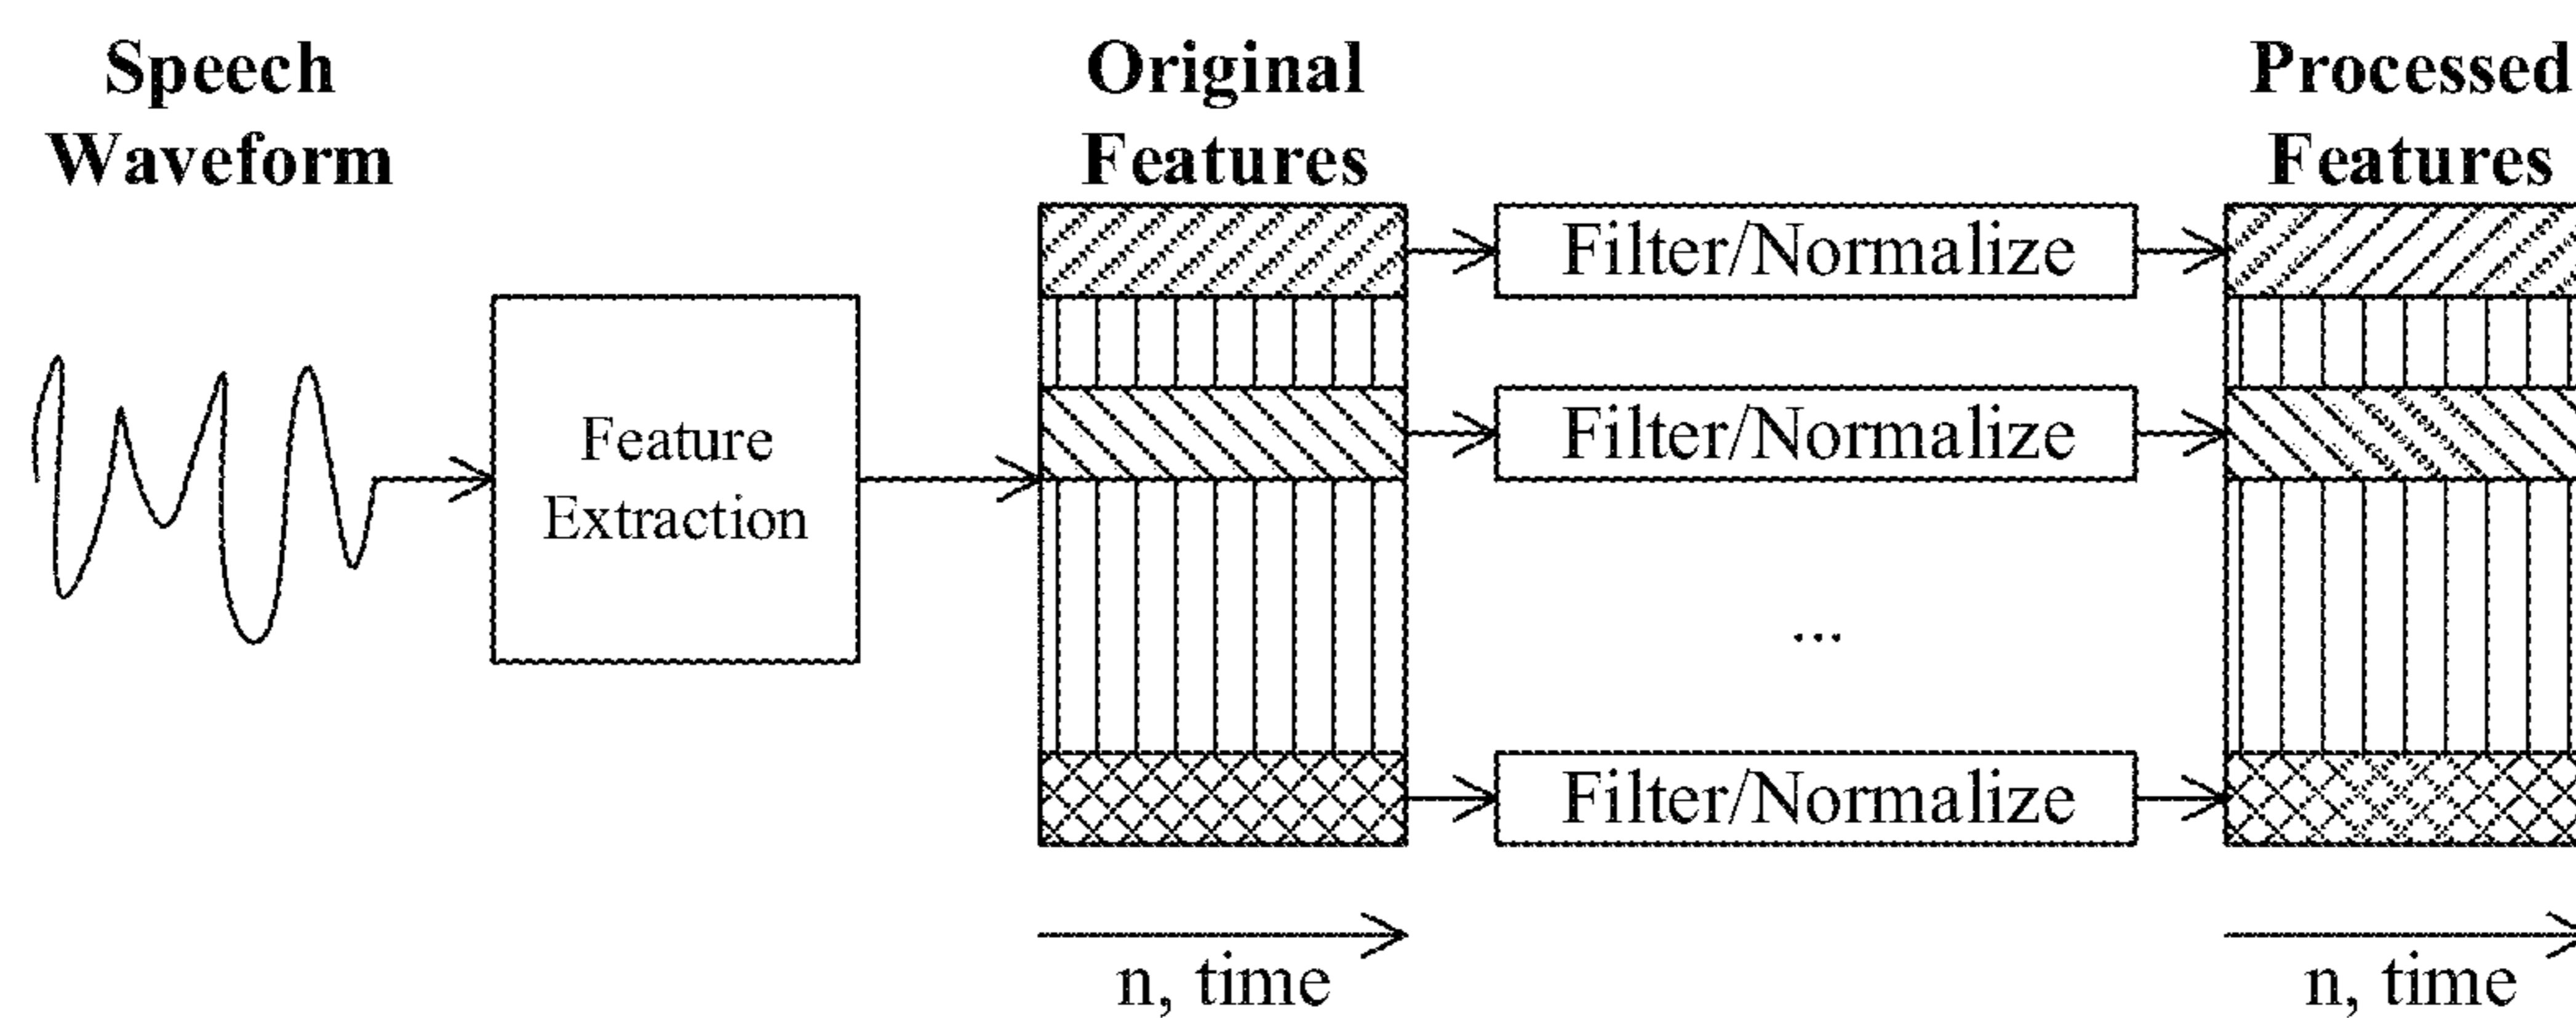 Speech
Waveform
Original
Features
Processed
Features
Feature
Extraction
Filter/Normalize
Filter/Normalize
...
Filter/Normalize
n, time
n, time